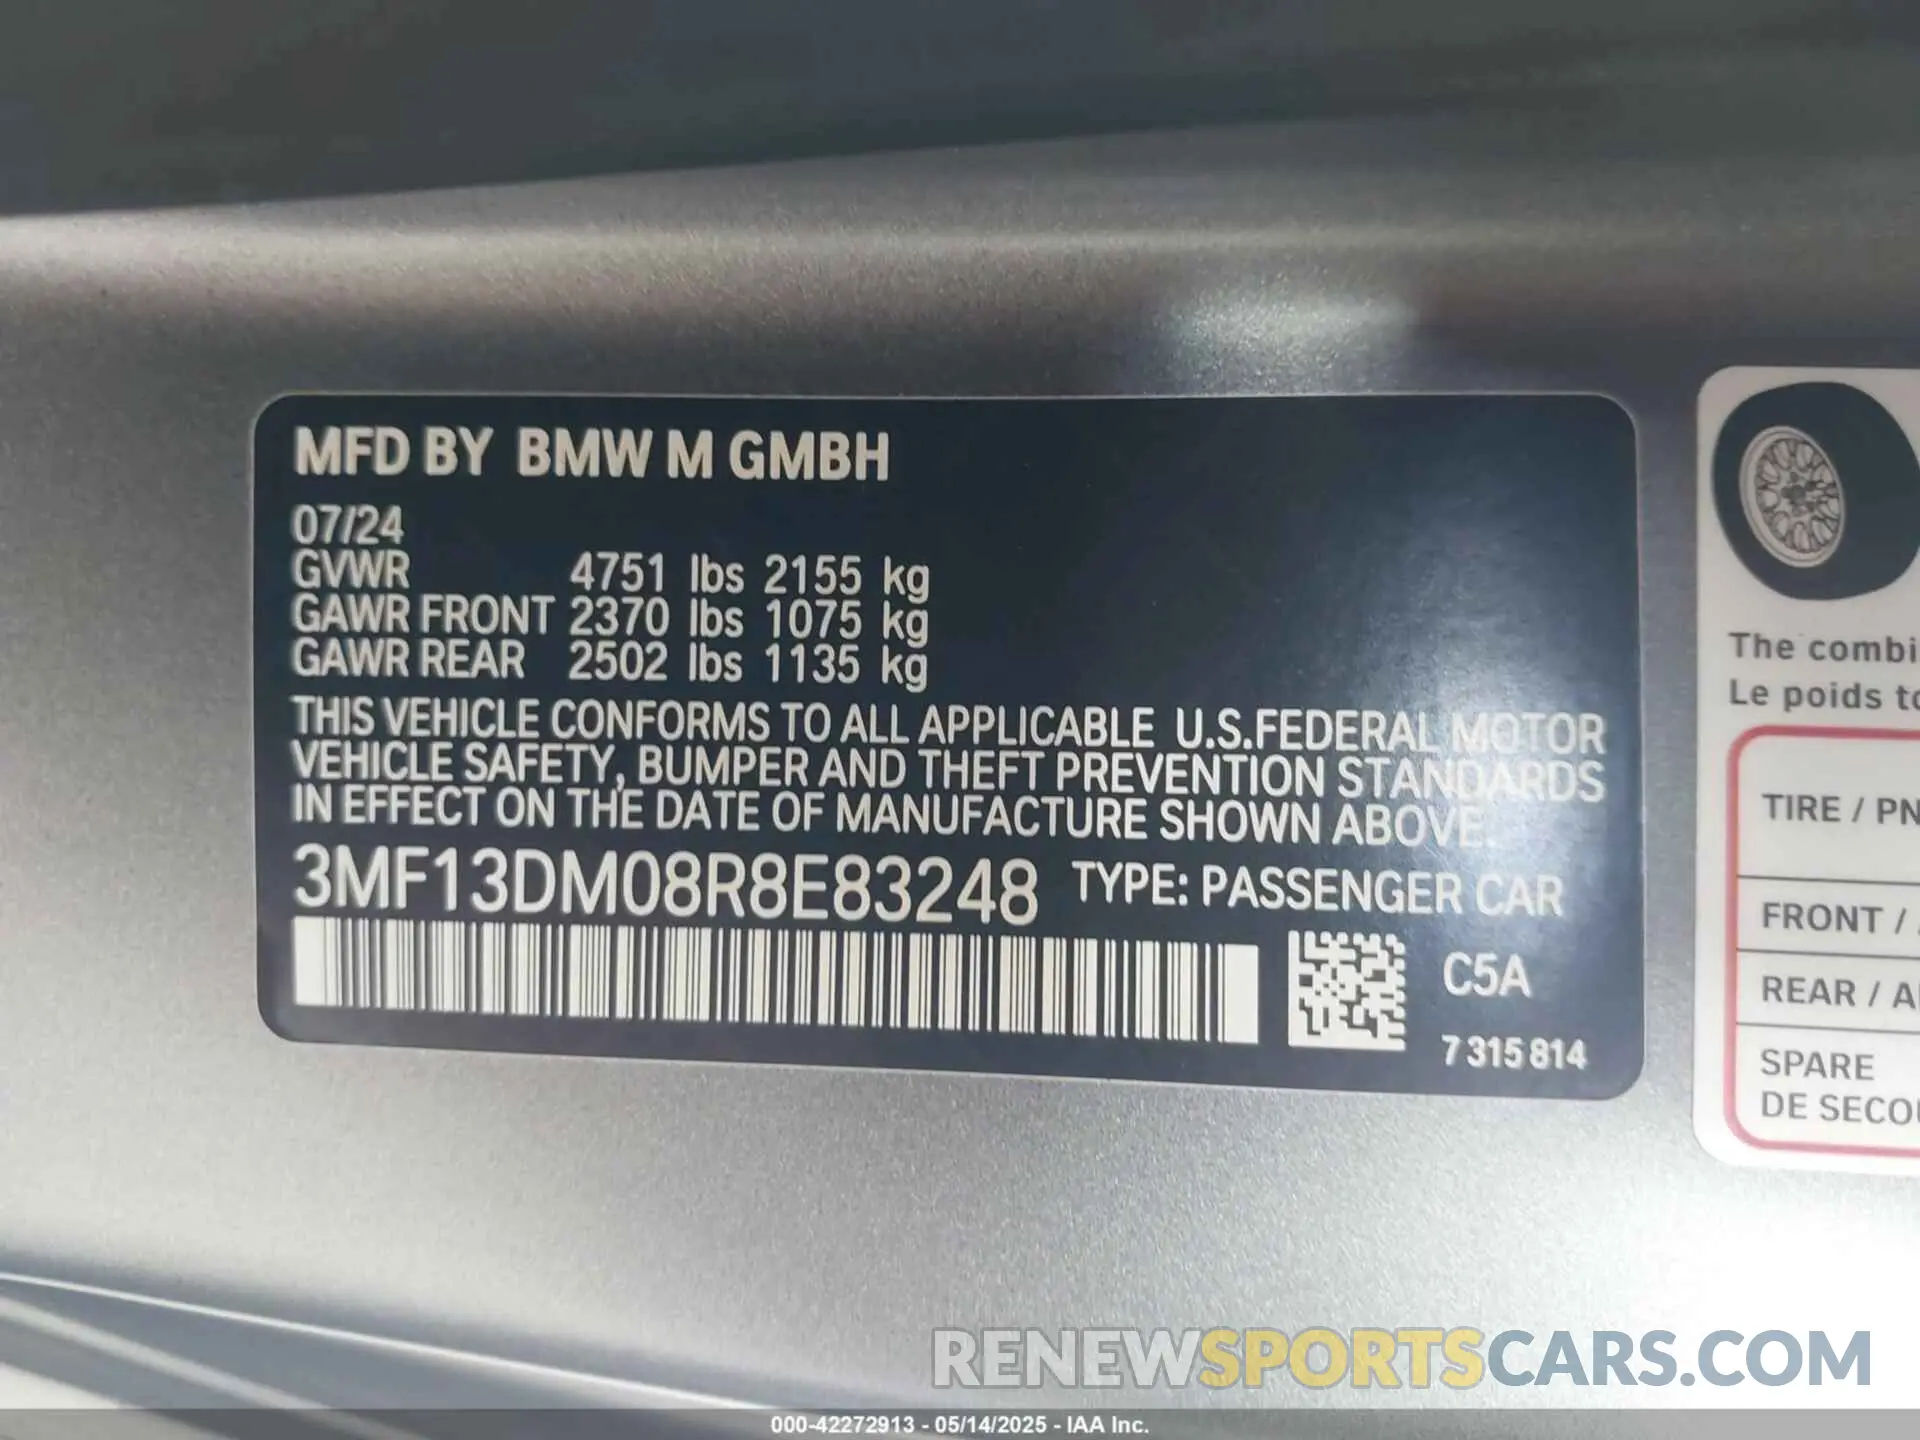 MFD BY BMW M GMBH
07/24
GVWR 4751 lbs 2155 kg
GAWR FRONT 2370 lbs 1075 kg
GAWR REAR 2502 lbs 1135 kg
THIS VEHICLE CONFORMS TO ALL APPLICABLE U.S.FEDERAL MOTOR
VEHICLE SAFETY, BUMPER AND THEFT PREVENTION STANDARDS
IN EFFECT ON THE DATE OF MANUFACTURE SHOWN ABOVE.
3MF13DM08R8E83248 TYPE: PASSENGER CAR
C5A
7 315 814
The combi
Le poids to
TIRE / PN
FRONT /
REAR / A
SPARE
DE SECO
RENEWSPORTSCARS.COM
000-42272913 - 05/14/2025 - IAA Inc.